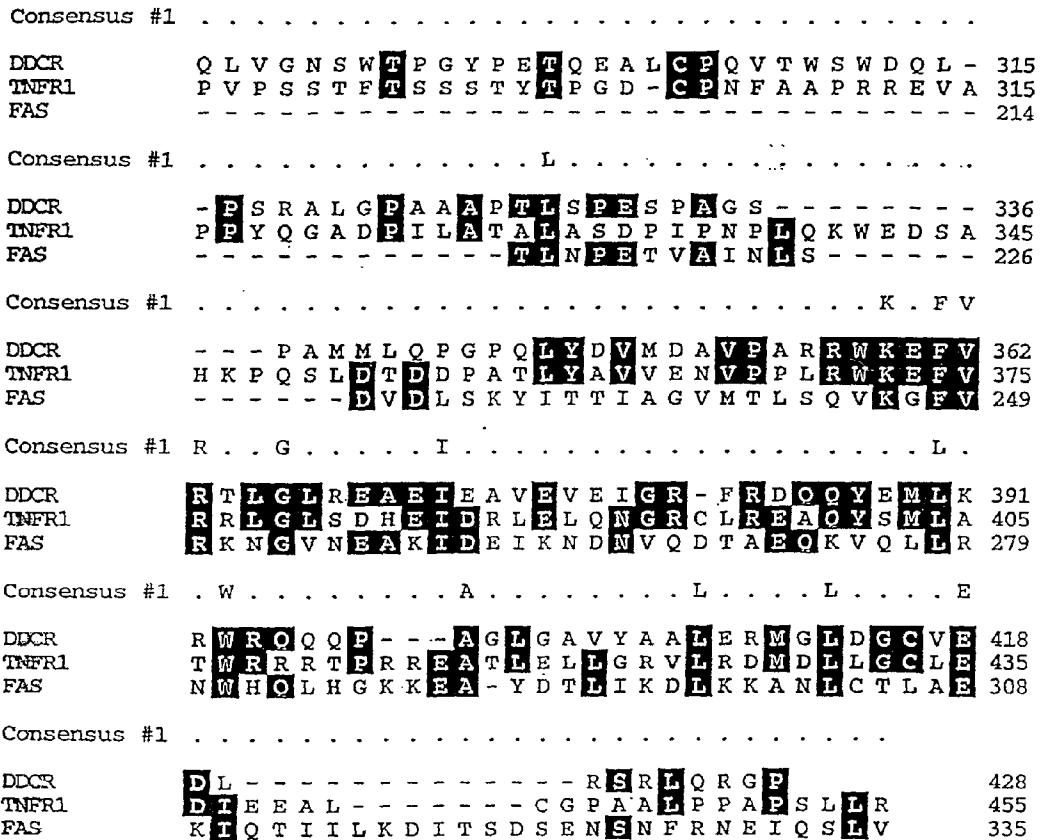 Consensus #1 . . . . . . . . . . . . . . . . . . . . . . . . . . . . . .
DDCR Q L V G N S W T P G Y P E T Q E A L C P Q V T W S W D Q L - 315
TNFR1 P V P S S T F T S S S T Y T P G D - C P N F A A P R R E V A 315
FAS - - - - - - - - - - - - - - - - - - - - - - - - - - - - - - 214
Consensus #1 . . . . . . . . . . . . . L . . . . . . . . . . . . . . . .
DDCR - P S R A L G P A A A P T L S P E S P A G S - - - - - - - - 336
TNFR1 P P Y Q G A D P I L A T A L A S D P I P N P L Q K W E D S A 345
FAS - - - - - - - - - - - - T L N P E T V A I N L S - - - - - - 226
Consensus #1 . . . . . . . . . . . . . . . . . . . . . . . . . . K . F V
DDCR - - - P A M M L Q P G P Q L Y D V M D A V P A R R W K E F V 362
TNFR1 H K P Q S L D T D D P A T L Y A V V E N V P P L R W K E F V 375
FAS - - - - - - D V D L S K Y I T T I A G V M T L S Q V K G F V 249
Consensus #1 R . . G . . . . . I . . . . . . . . . . . . . . . . . . L .
DDCR R T L G L R E A E I E A V E V E I G R - F R D Q Q Y E M L K 391
TNFR1 R R L G L S D H E I D R L E L Q N G R C L R E A Q Y S M L A 405
FAS R K N G V N E A K I D E I K N D N V Q D T A E Q K V Q L L R 279
Consensus #1 . W . . . . . . . . A . . . . . . . . L . . . . L . . . . E
DDCR R W R Q Q Q P - - - A G L G A V Y A A L E R M G L D G C V E 418
TNFR1 T W R R R T P R R E A T L E L L G R V L R D M D L L G C L E 435
FAS N W H Q L H G K K E A - Y D T L I K D L K K A N L C T L A E 308
Consensus #1 . . . . . . . . . . . . . . . . . . . . . . . . . . .
DDCR D L - - - - - - - - - - - - - R S R L Q R G P 428
TNFR1 D I E E A L - - - - - - - C G P A A L P P A P S L L R 455
FAS K I Q T I I L K D I T S D S E N S N F R N E I Q S L V 335